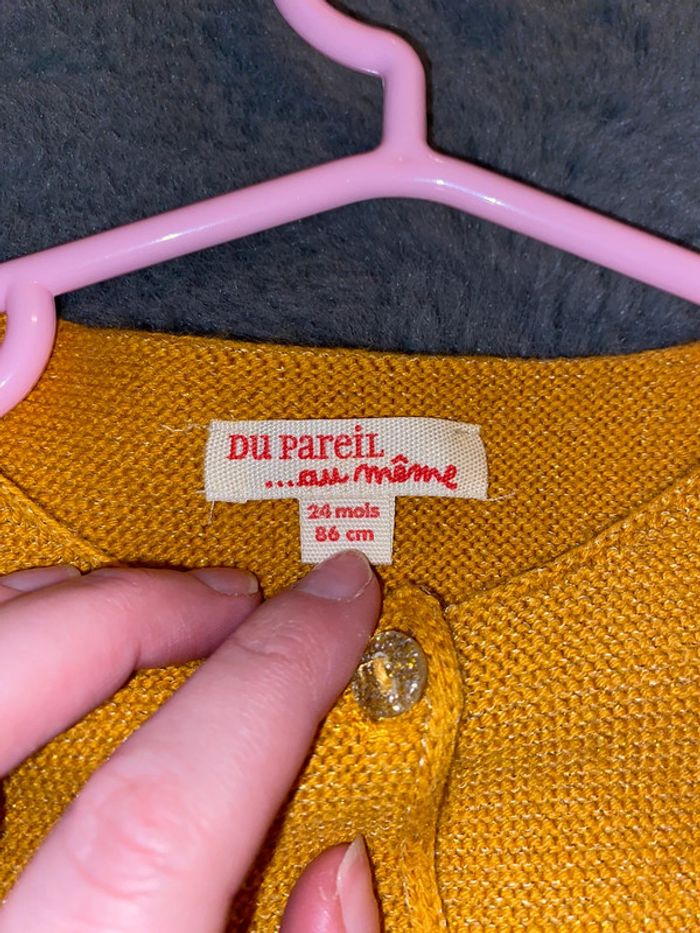 DU PAREIL
...au même
24 mois
86 cm